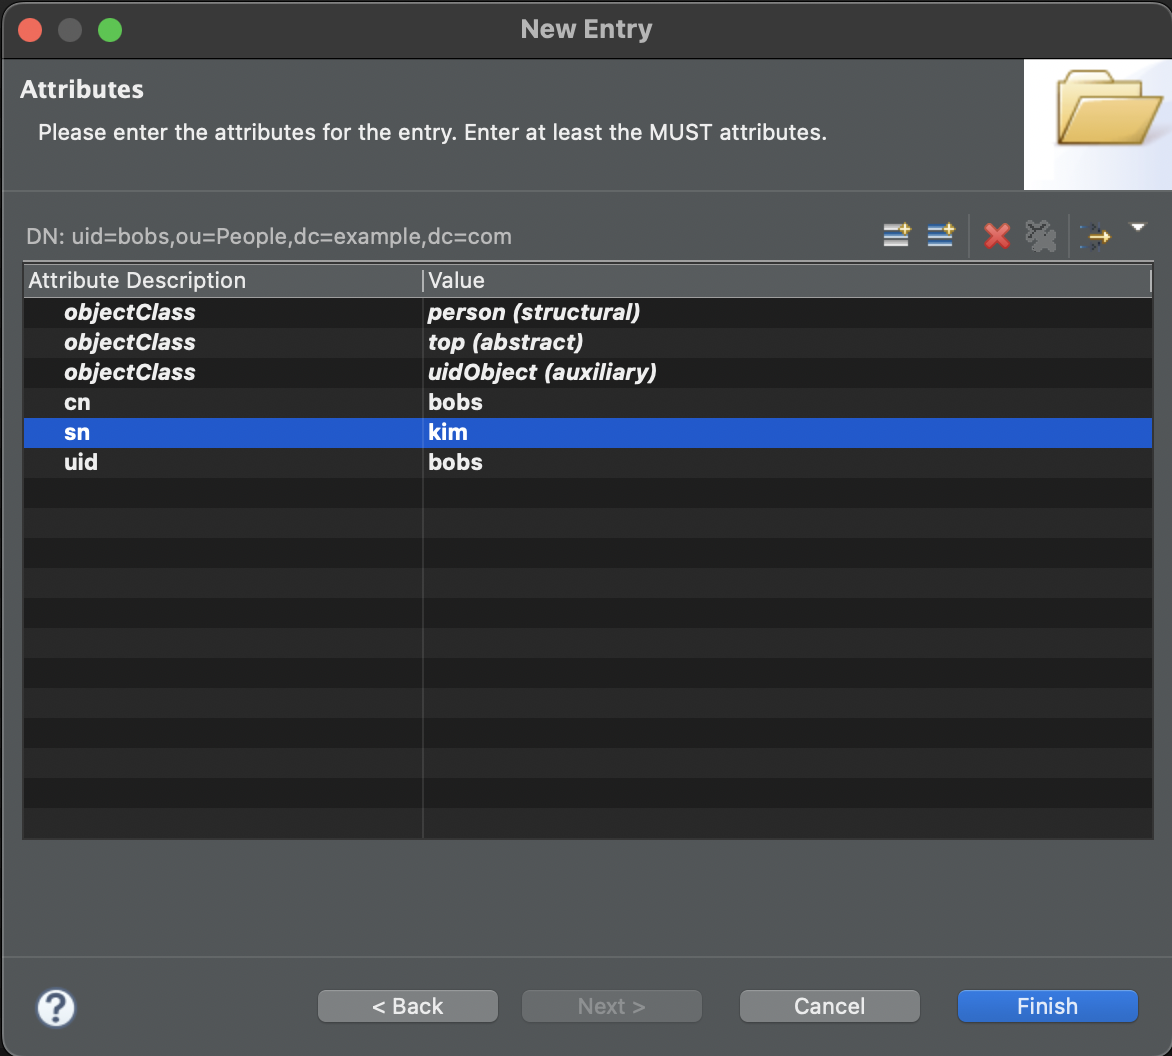 New Entry
Attributes
Please enter the attributes for the entry. Enter at least the MUST attributes.
DN: uid=bobs,ou=People,dc=example,dc=com
Attribute Description Value
objectClass person (structural)
objectClass top (abstract)
objectClass uidObject (auxiliary)
cn bobs
sn kim
uid bobs
? < Back Next > Cancel Finish